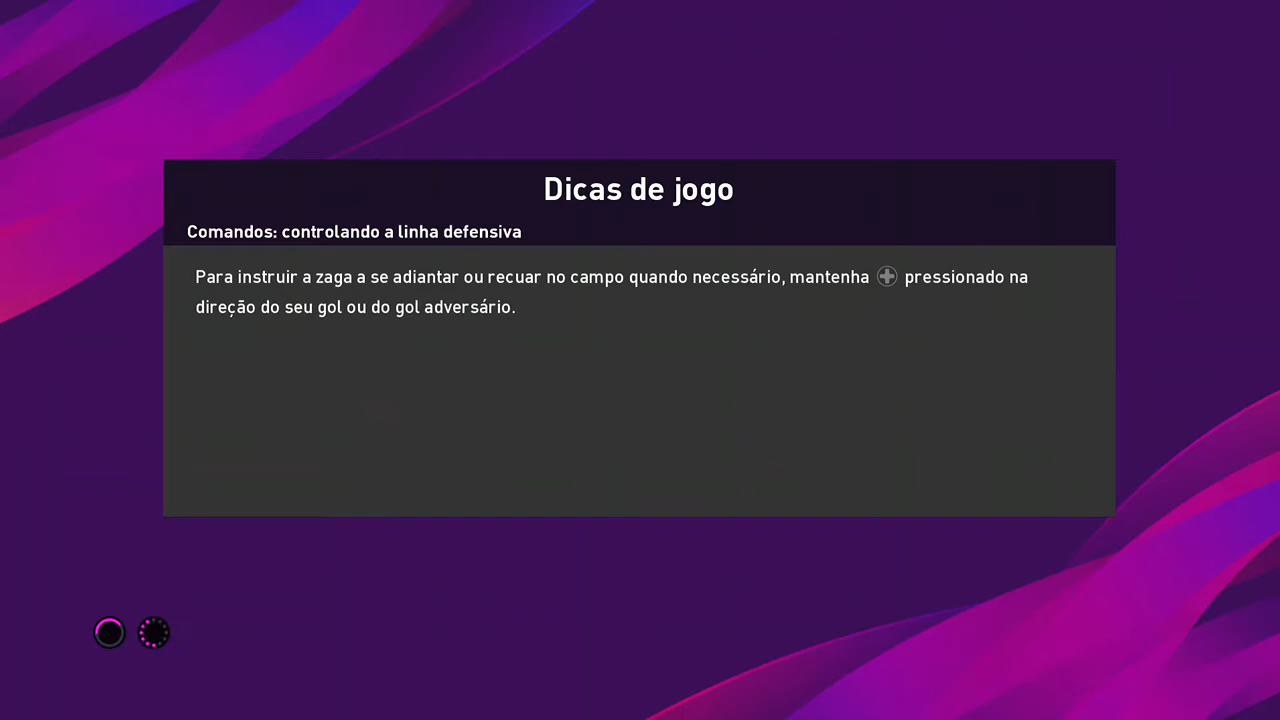 Dicas de jogo
Comandos: controlando a linha defensiva
Para instruir a zaga a se adiantar ou recuar no campo quando necessário, mantenha pressionado na
direção do seu gol ou do gol adversário.